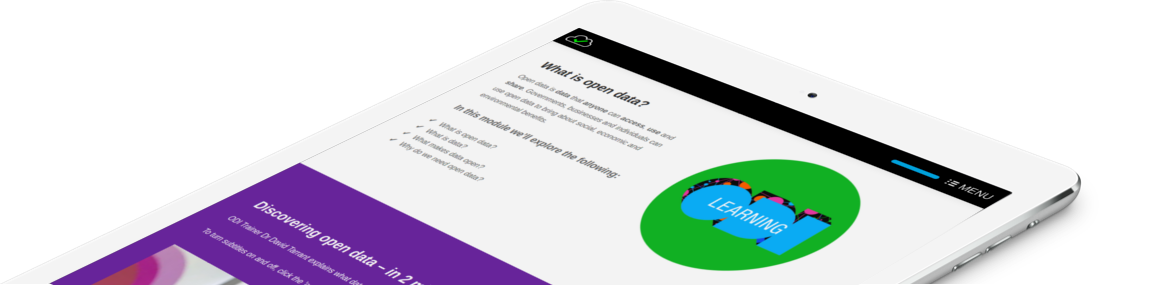 MENU
What is open data?
Open data is data that anyone can access, use and
share. Governments, businesses and individuals can
use open data to bring about social, economic and
environmental benefits.
In this module we'll explore the following:
What is open data?
What is data?
What makes data open?
Why do we need open data?
LEARNING
Discovering open data – in 2
ODI Trainer Dr David Tarrant explains what
To turn subtitles on and off, click the